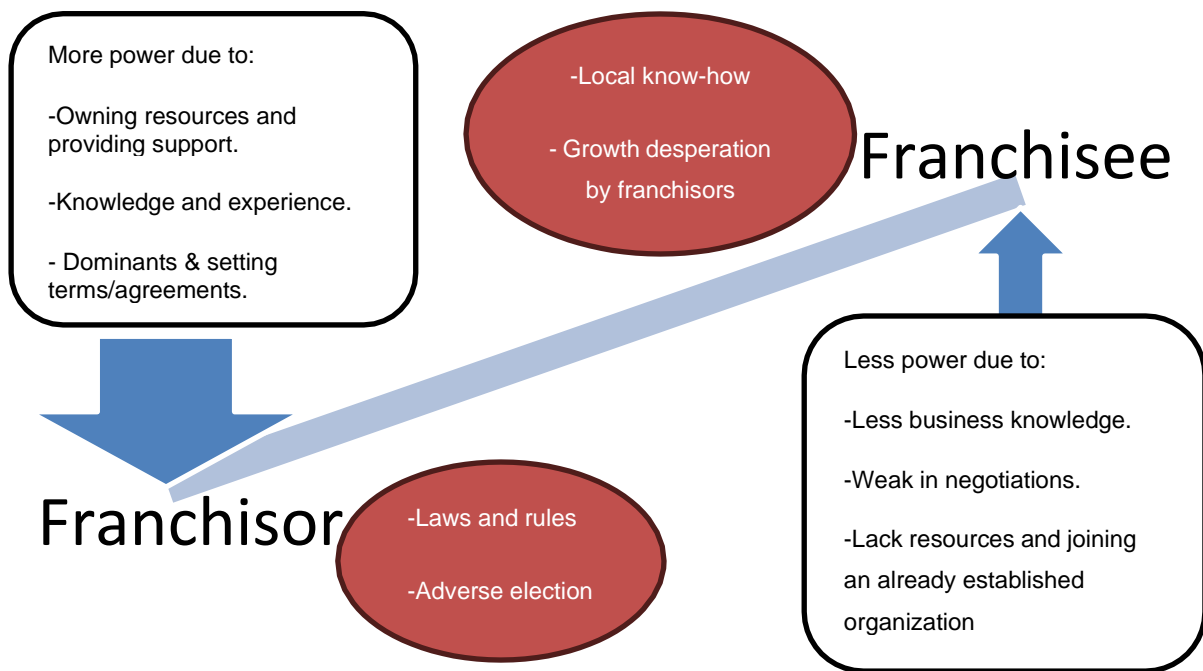 More power due to:
-Owning resources and
providing support.
-Knowledge and experience.
- Dominants & setting
terms/agreements.
-Local know-how
- Growth desperation
by franchisors
Franchisee
Less power due to:
-Less business knowledge.
-Weak in negotiations.
-Lack resources and joining
an already established
organization
Franchisor
-Laws and rules
-Adverse election